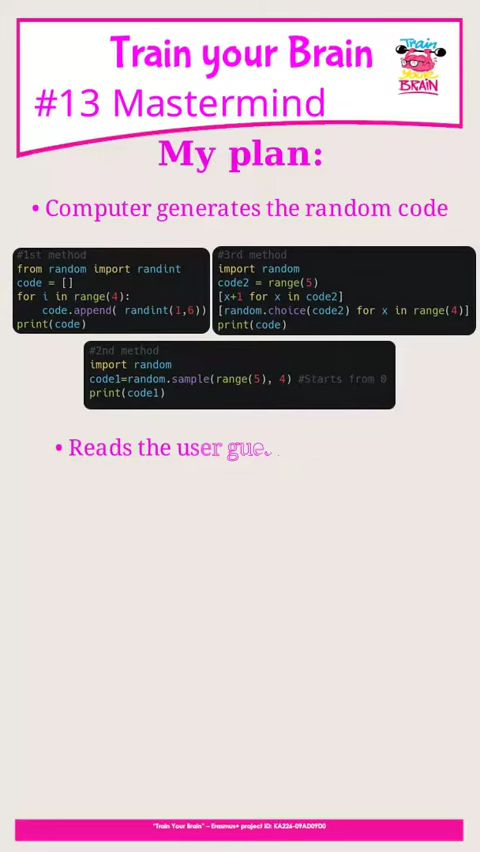 Train your Brain
Train
YOUR
BRAIN
#13 Mastermind
My plan:
• Computer generates the random code
#1st method
from random import randint
code = []
for i in range(4):
code.append( randint(1,6))
print(code)
#3rd method
import random
code2 = range(5)
[x+1 for x in code2]
[random.choice(code2) for x in range(4)]
print(code)
#2nd method
import random
code1=random.sample(range(5), 4) #Starts from 0
print(code1)
• Reads the user
"Train Your Brain" – Erasmus+ project ID: KA226-09AD09D0